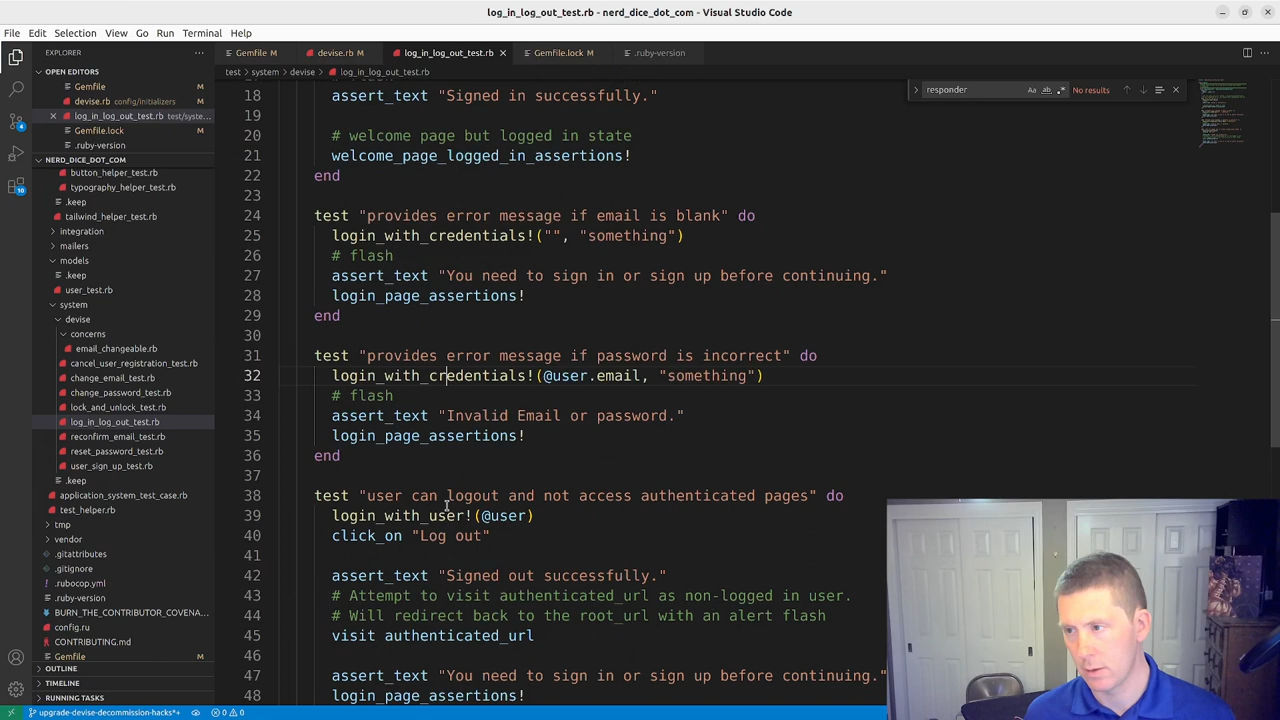 log_in_log_out_test.rb - nerd_dice_dot_com - Visual Studio Code
File Edit Selection View Go Run Terminal Help
EXPLORER
Gemfile M
devise.rb M
log_in_log_out_test.rb
Gemfile.lock M
.ruby-version
test > system > devise > log_in_log_out_test.rb
responder
No results
OPEN EDITORS
Gemfile M
devise.rb config/initializers M
log_in_log_out_test.rb test/syste...
Gemfile.lock M
.ruby-version
NERD_DICE_DOT_COM
button_helper_test.rb
typography_helper_test.rb
.keep
tailwind_helper_test.rb
integration
mailers
models
.keep
user_test.rb
system
devise
concerns
email_changeable.rb
cancel_user_registration_test.rb
change_email_test.rb
change_password_test.rb
lock_and_unlock_test.rb
log_in_log_out_test.rb
reconfirm_email_test.rb
reset_password_test.rb
user_sign_up_test.rb
.keep
application_system_test_case.rb
test_helper.rb
tmp
vendor
.gitattributes
.gitignore
.rubocop.yml
.ruby-version
BURN_THE_CONTRIBUTOR_COVENA...
config.ru
CONTRIBUTING.md
Gemfile M
OUTLINE
TIMELINE
RUNNING TASKS
18 assert_text "Signed in successfully."
19
20 # welcome page but logged in state
21 welcome_page_logged_in_assertions!
22 end
23
24 test "provides error message if email is blank" do
25 login_with_credentials!("", "something")
26 # flash
27 assert_text "You need to sign in or sign up before continuing."
28 login_page_assertions!
29 end
30
31 test "provides error message if password is incorrect" do
32 login_with_credentials!(@user.email, "something")
33 # flash
34 assert_text "Invalid Email or password."
35 login_page_assertions!
36 end
37
38 test "user can logout and not access authenticated pages" do
39 login_with_user!(@user)
40 click_on "Log out"
41
42 assert_text "Signed out successfully."
43 # Attempt to visit authenticated_url as non-logged in user.
44 # Will redirect back to the root_url with an alert flash
45 visit authenticated_url
46
47 assert_text "You need to sign in or sign up before continuing."
48 login_page_assertions!
upgrade-devise-decommission-hacks*+ 0 0